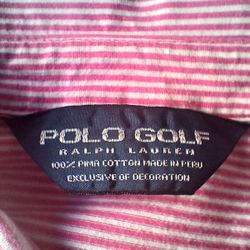 POLO GOLF
RALPH LAUREN
100% PIMA COTTON MADE IN PERU
EXCLUSIVE OF DECORATION